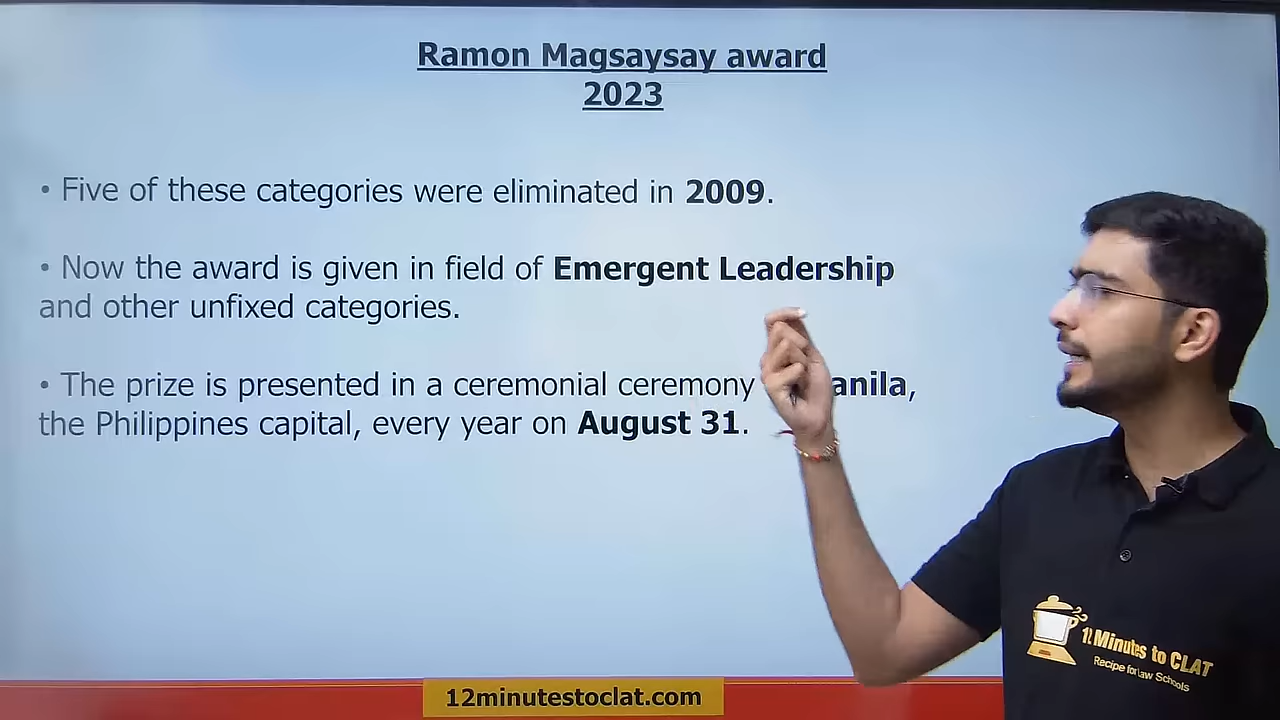 Ramon Magsaysay award
2023
• Five of these categories were eliminated in 2009.
• Now the award is given in field of Emergent Leadership
and other unfixed categories.
• The prize is presented in a ceremonial ceremony anila,
the Philippines capital, every year on August 31.
12 Minutes to CLAT
Recipe for Law Schools
12minutestoclat.com